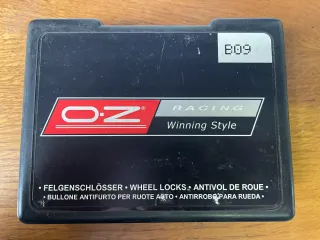 B09
O·Z® RACING
Winning Style
• FELGENSCHLÖSSER • WHEEL LOCKS • ANTIVOL DE ROUE •
• BULLONE ANTIFURTO PER RUOTE AUTO • ANTIRROBO PARA RUEDA •